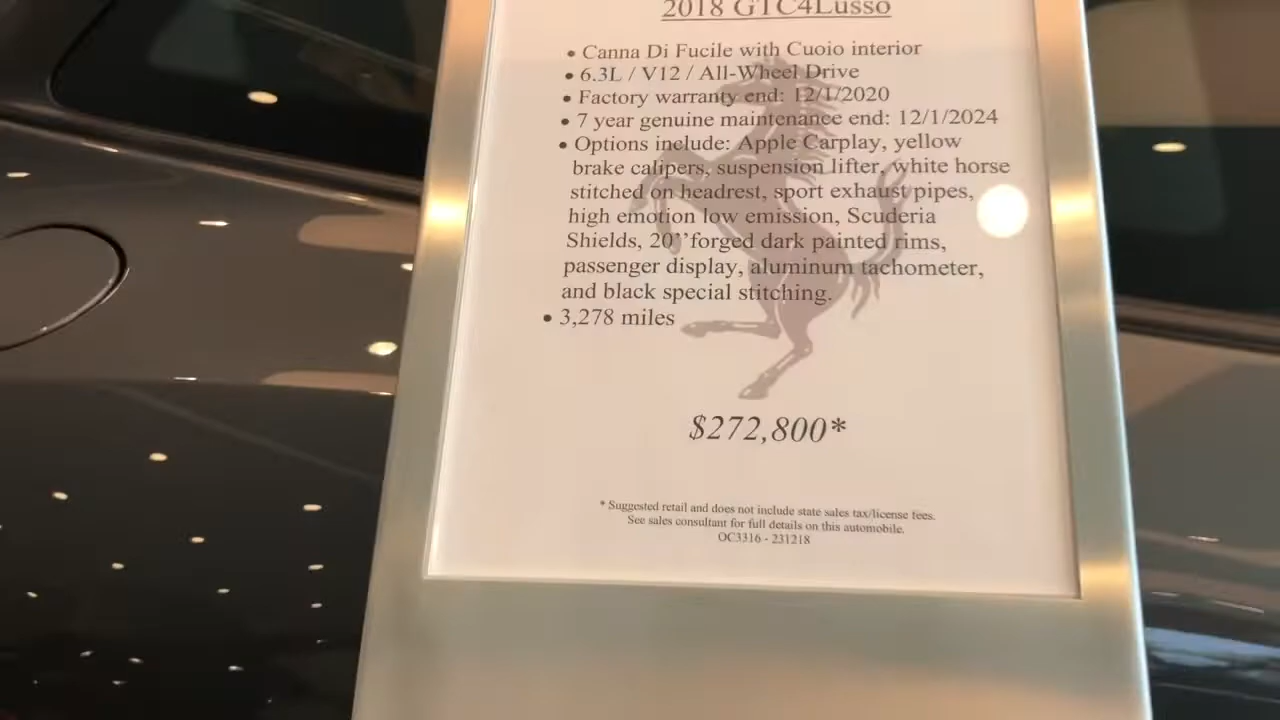 2018 GTC4Lusso
• Canna Di Fucile with Cuoio interior
• 6.3L / V12 / All-Wheel Drive
• Factory warranty end: 12/1/2020
• 7 year genuine maintenance end: 12/1/2024
• Options include: Apple Carplay, yellow
brake calipers, suspension lifter, white horse
stitched on headrest, sport exhaust pipes,
high emotion low emission, Scuderia
Shields, 20’’forged dark painted rims,
passenger display, aluminum tachometer,
and black special stitching.
• 3,278 miles
$272,800*
* Suggested retail and does not include state sales tax/license fees.
See sales consultant for full details on this automobile.
OC3316 - 231218